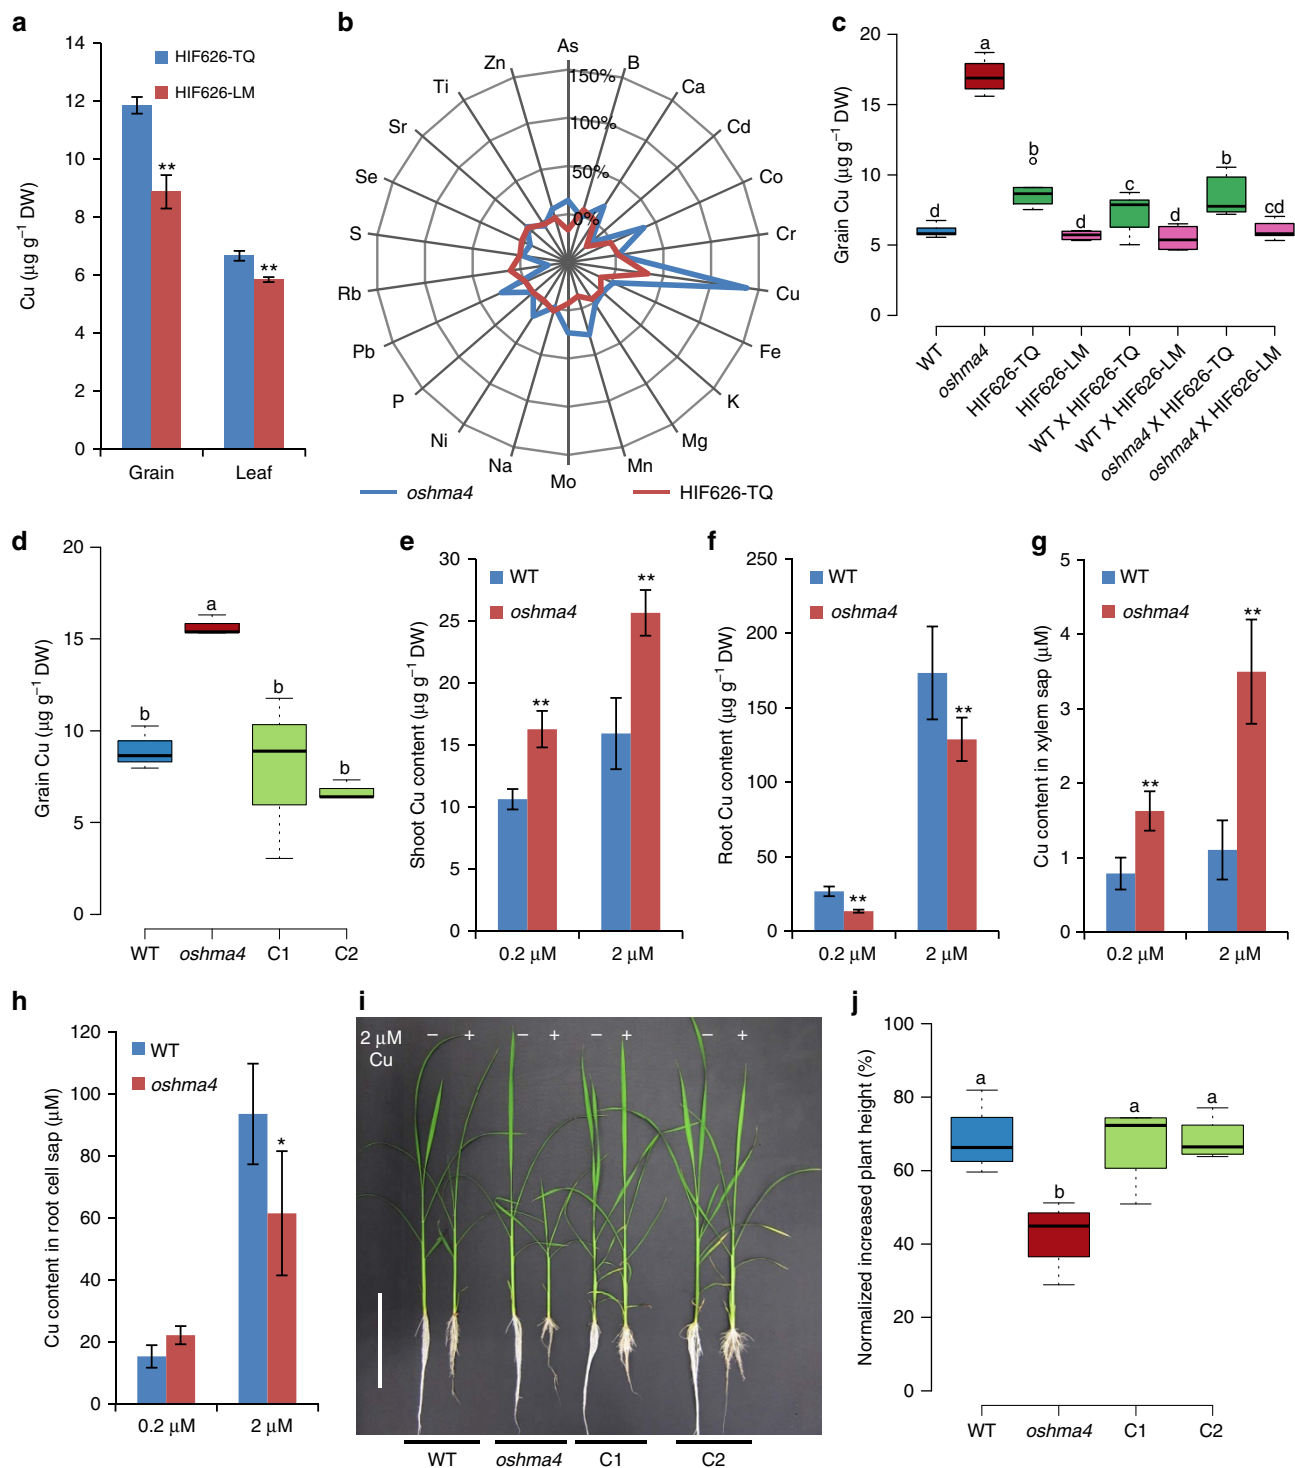 a
14
12
10
8
6
4
2
0
Cu (µg g⁻¹ DW)
HIF626-TQ
HIF626-LM
**
**
Grain
Leaf
b
As
B
Ca
Cd
Co
Cr
Cu
Fe
K
Mg
Mn
Mo
Na
Ni
P
Pb
Rb
S
Se
Sr
Ti
Zn
150%
100%
50%
0%
oshma4
HIF626-TQ
c
20
15
10
5
0
Grain Cu (µg g⁻¹ DW)
d
a
b
d
c
d
b
cd
WT
oshma4
HIF626-TQ
HIF626-LM
WT X HIF626-TQ
WT X HIF626-LM
oshma4 X HIF626-TQ
oshma4 X HIF626-LM
d
20
15
10
5
0
Grain Cu (µg g⁻¹ DW)
b
a
b
b
WT
oshma4
C1
C2
e
30
25
20
15
10
5
0
Shoot Cu content (µg g⁻¹ DW)
WT
oshma4
**
**
0.2 µM
2 µM
f
250
200
150
100
50
0
Root Cu content (µg g⁻¹ DW)
WT
oshma4
**
**
0.2 µM
2 µM
g
5
4
3
2
1
0
Cu content in xylem sap (µM)
WT
oshma4
**
**
0.2 µM
2 µM
h
120
100
80
60
40
20
0
Cu content in root cell sap (µM)
WT
oshma4
*
0.2 µM
2 µM
i
2 µM
Cu
– + – + – + – +
WT
oshma4
C1
C2
j
100
80
60
40
20
0
Normalized increased plant height (%)
a
b
a
a
WT
oshma4
C1
C2